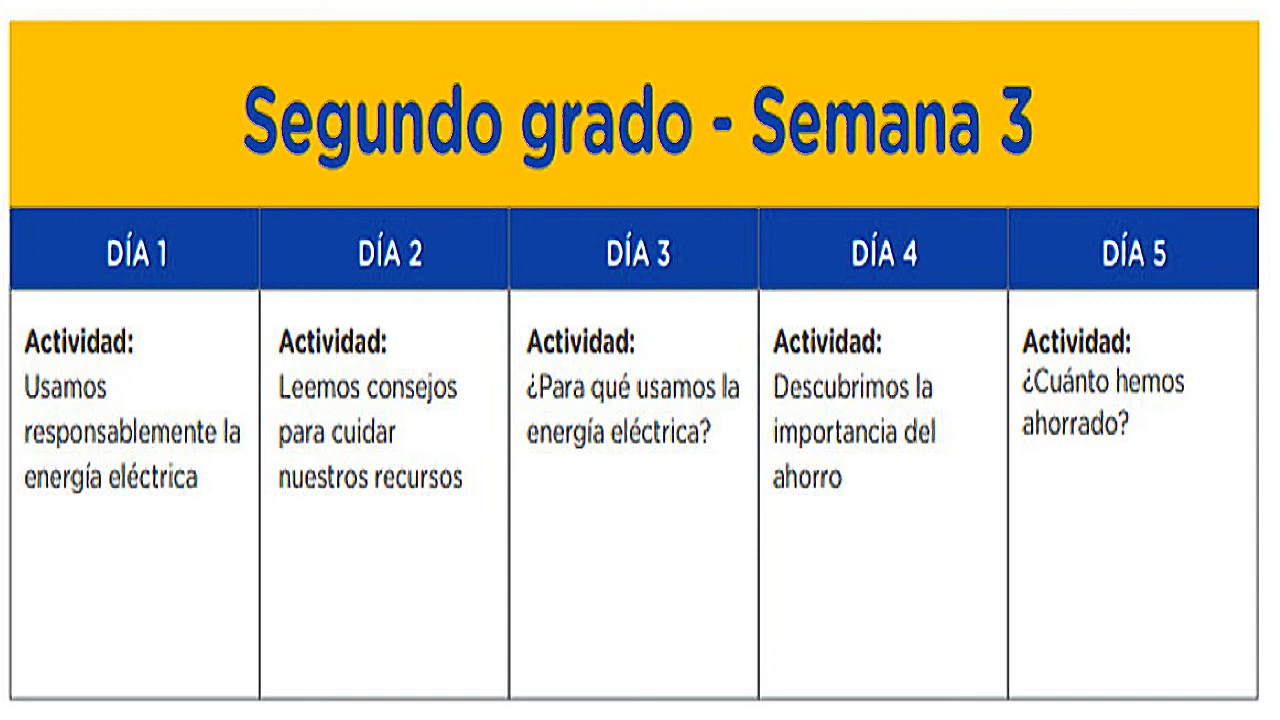 Segundo grado - Semana 3
DÍA 1
DÍA 2
DÍA 3
DÍA 4
DÍA 5
Actividad:
Usamos
responsablemente la
energía eléctrica
Actividad:
Leemos consejos
para cuidar
nuestros recursos
Actividad:
¿Para qué usamos la
energía eléctrica?
Actividad:
Descubrimos la
importancia del
ahorro
Actividad:
¿Cuánto hemos
ahorrado?